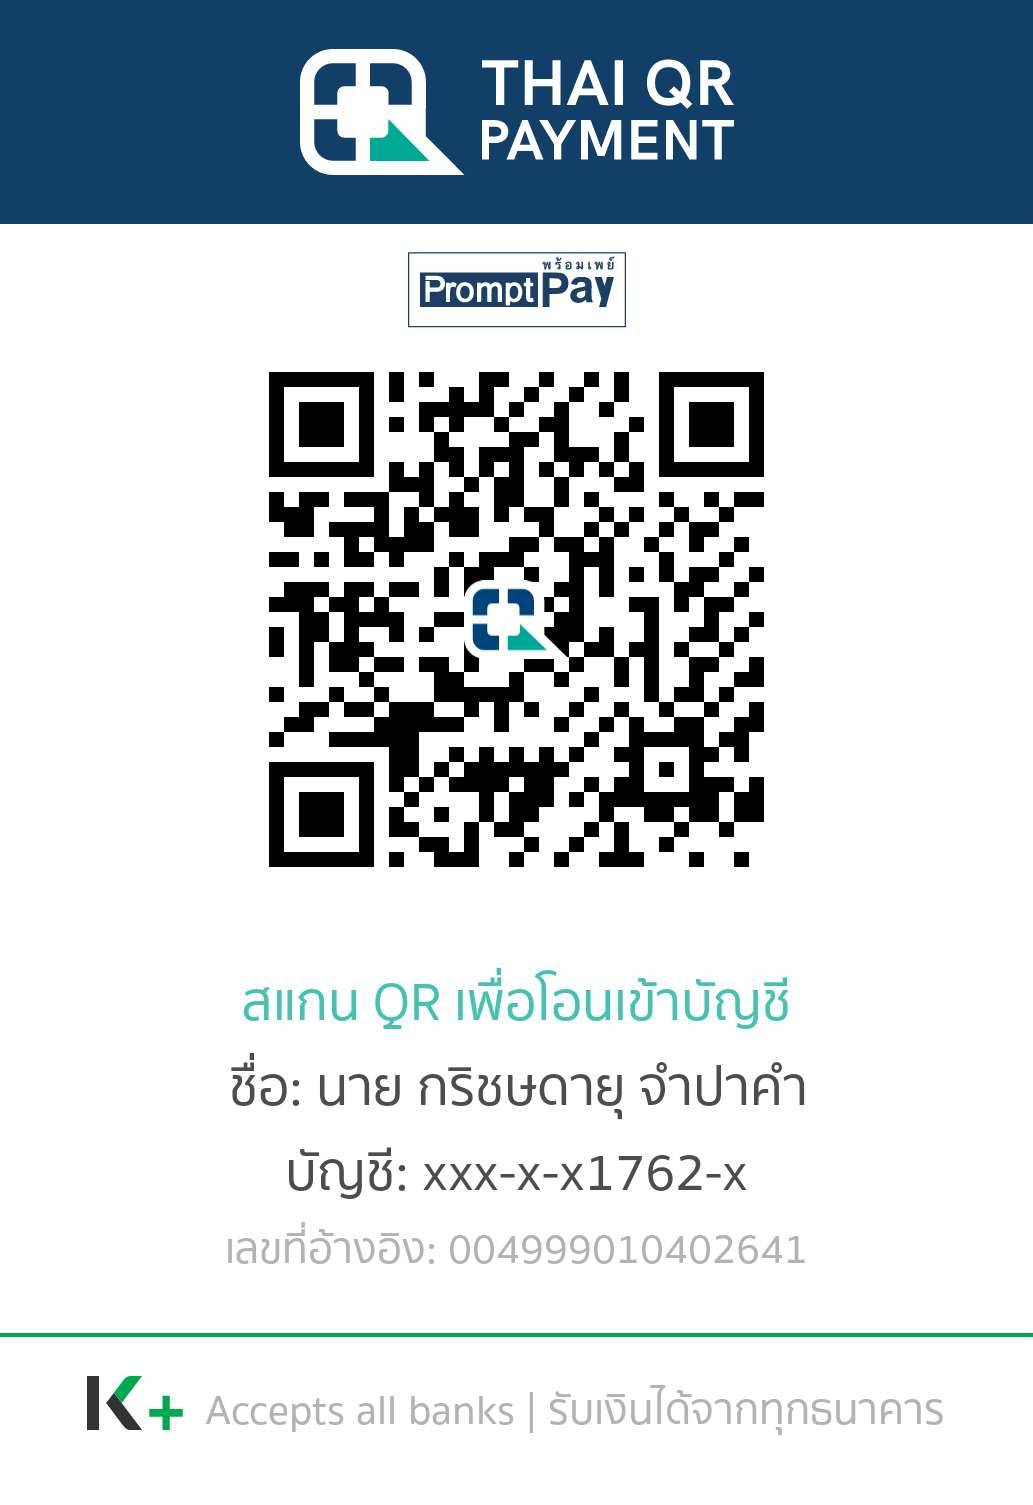 THAI QR
PAYMENT
พร้อมเพย์
PromptPay
สแกน QR เพื่อโอนเข้าบัญชี
ชื่อ: นาย กริชษดายุ จำปาคำ
บัญชี: xxx-x-x1762-x
เลขที่อ้างอิง: 004999010402641
K+ Accepts all banks | รับเงินได้จากทุกธนาคาร